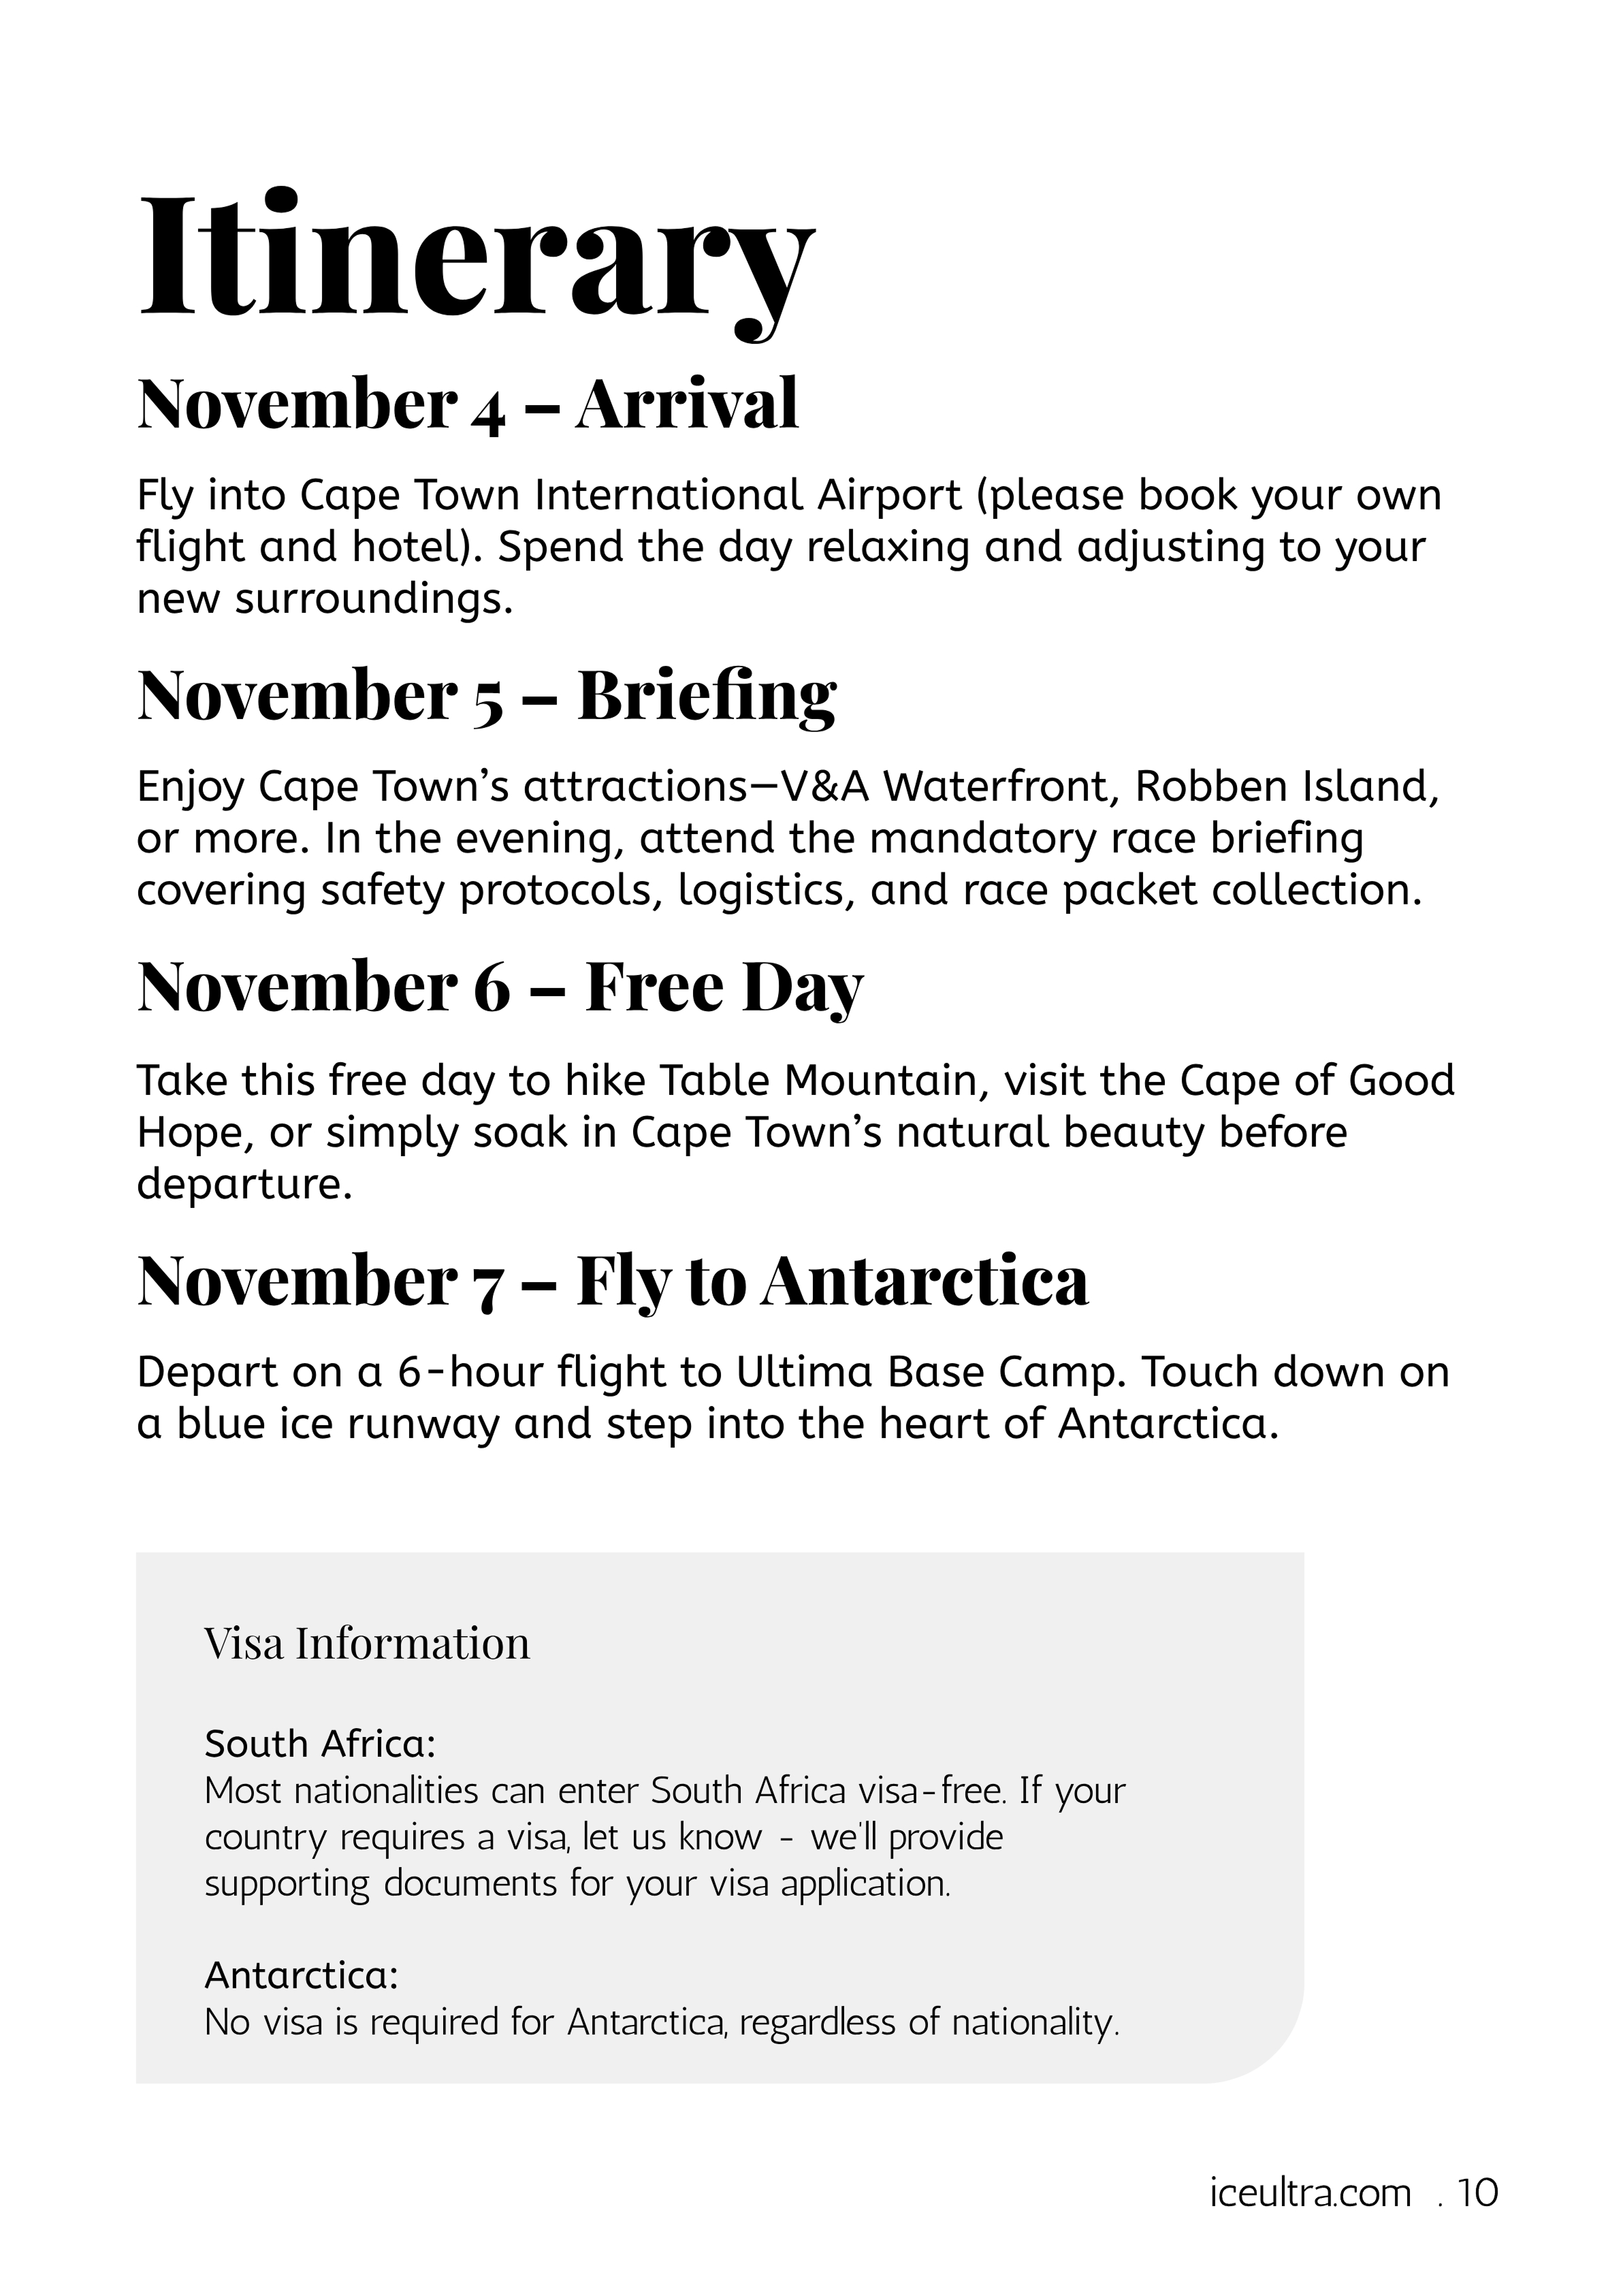 Itinerary
November 4 – Arrival
Fly into Cape Town International Airport (please book your own
flight and hotel). Spend the day relaxing and adjusting to your
new surroundings.
November 5 – Briefing
Enjoy Cape Town’s attractions—V&A Waterfront, Robben Island,
or more. In the evening, attend the mandatory race briefing
covering safety protocols, logistics, and race packet collection.
November 6 – Free Day
Take this free day to hike Table Mountain, visit the Cape of Good
Hope, or simply soak in Cape Town’s natural beauty before
departure.
November 7 – Fly to Antarctica
Depart on a 6-hour flight to Ultima Base Camp. Touch down on
a blue ice runway and step into the heart of Antarctica.
Visa Information
South Africa:
Most nationalities can enter South Africa visa-free. If your
country requires a visa, let us know - we'll provide
supporting documents for your visa application.
Antarctica:
No visa is required for Antarctica, regardless of nationality.
iceultra.com . 10